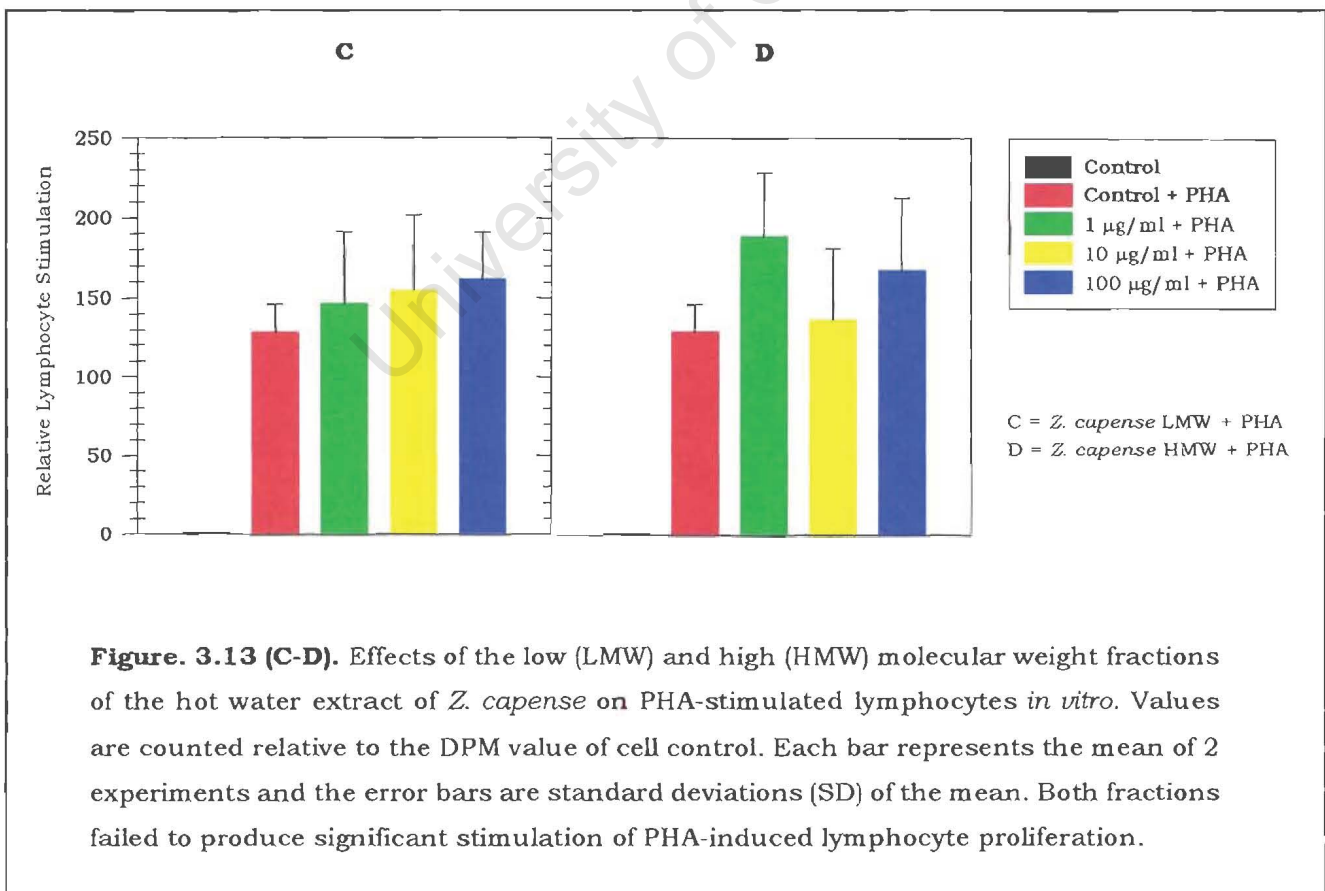 University of C
C
D
Relative Lymphocyte Stimulation
250
200
150
100
50
0
Control
Control + PHA
1 µg/ml + PHA
10 µg/ml + PHA
100 µg/ml + PHA
C = Z. capense LMW + PHA
D = Z. capense HMW + PHA
Figure. 3.13 (C-D). Effects of the low (LMW) and high (HMW) molecular weight fractions
of the hot water extract of Z. capense on PHA-stimulated lymphocytes in vitro. Values
are counted relative to the DPM value of cell control. Each bar represents the mean of 2
experiments and the error bars are standard deviations (SD) of the mean. Both fractions
failed to produce significant stimulation of PHA-induced lymphocyte proliferation.